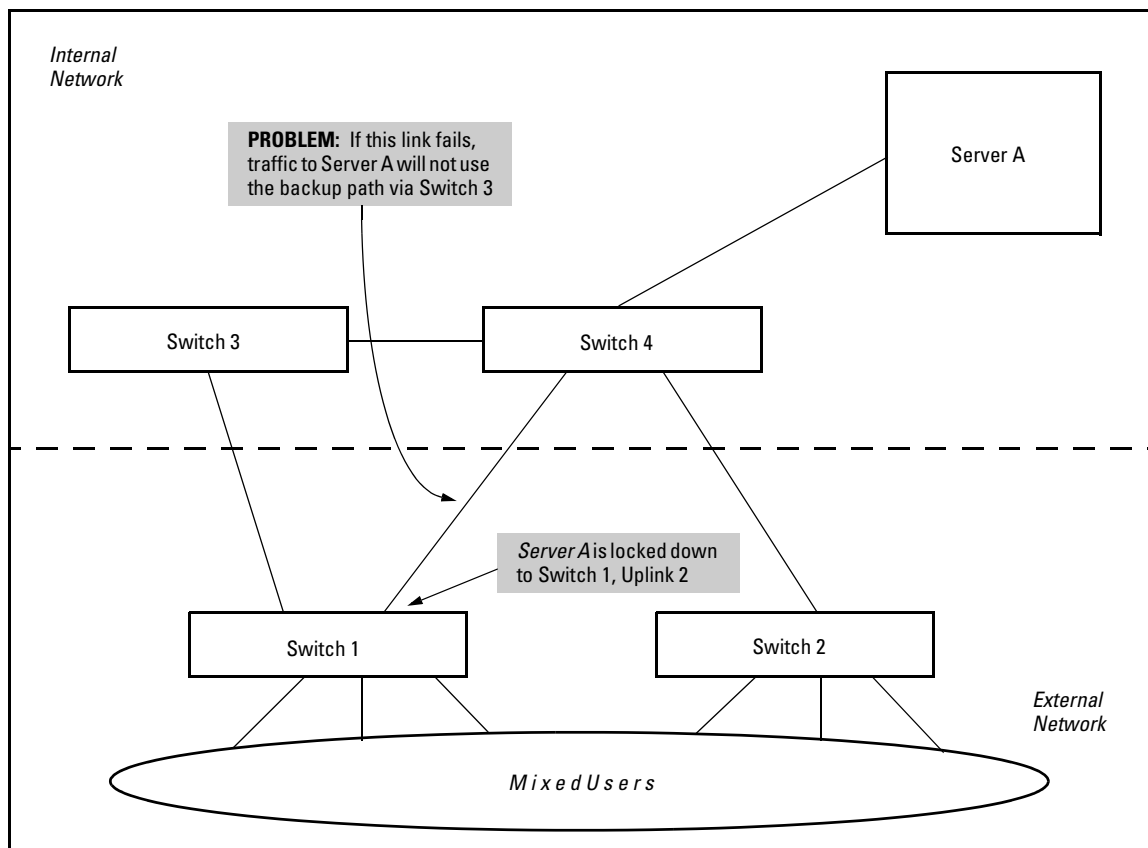 Internal
Network
PROBLEM: If this link fails,
traffic to Server A will not use
the backup path via Switch 3
Server A
Switch 3
Switch 4
Server A is locked down
to Switch 1, Uplink 2
Switch 1
Switch 2
External
Network
Mixed Users